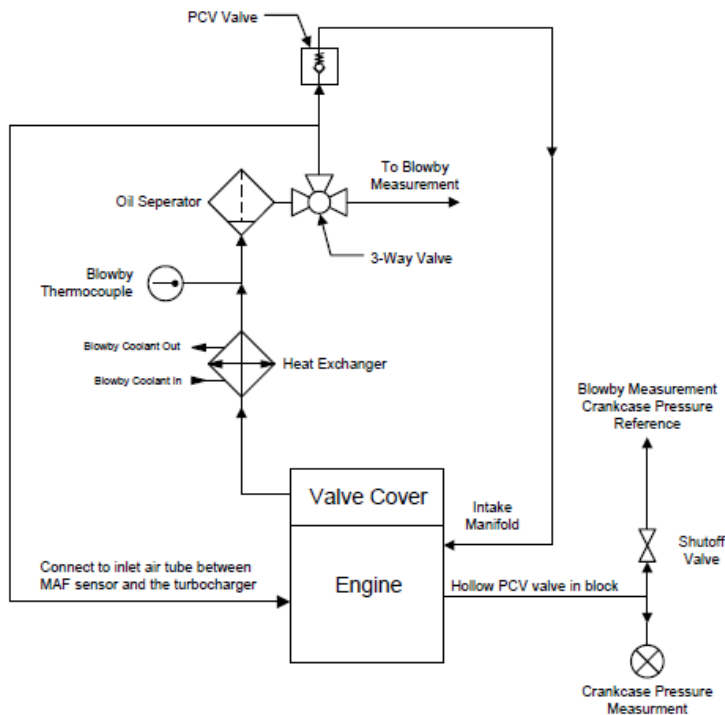 PCV Valve
To Blowby
Measurement
Oil Seperator
3-Way Valve
Blowby
Thermocouple
Blowby Coolant Out
Heat Exchanger
Blowby Coolant In
Blowby Measurement
Crankcase Pressure
Reference
Valve Cover
Intake
Manifold
Shutoff
Valve
Connect to inlet air tube between
MAF sensor and the turbocharger
Engine
Hollow PCV valve in block
Crankcase Pressure
Measurment